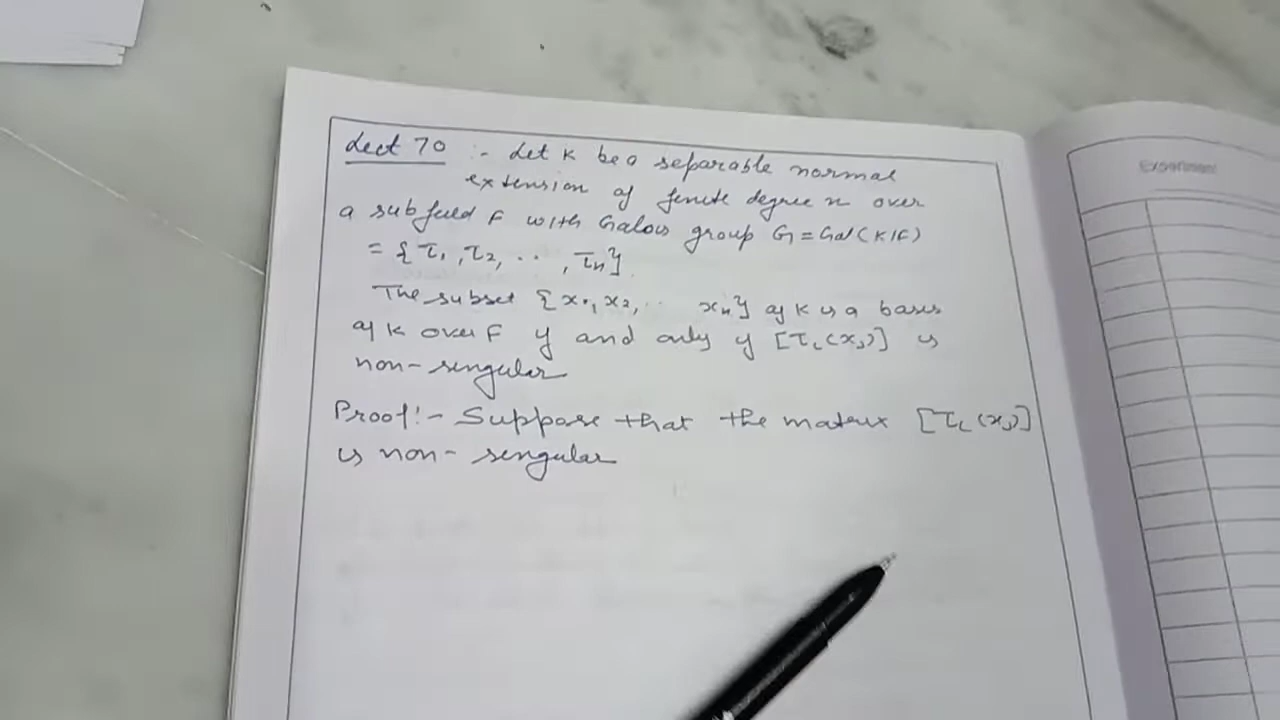 Lect 70 :- Let K be a separable normal
extension of finite degree n over
a subfield F with Galois group G = Gal(K/F)
= {τ₁, τ₂, .., τₙ}.
The subset {x₁, x₂, .. xₙ} of K is a basis
of K over F if and only if [τᵢ(xⱼ)] is
non-singular
Proof:- Suppose that the matrix [τᵢ(xⱼ)]
is non-singular
Experiment